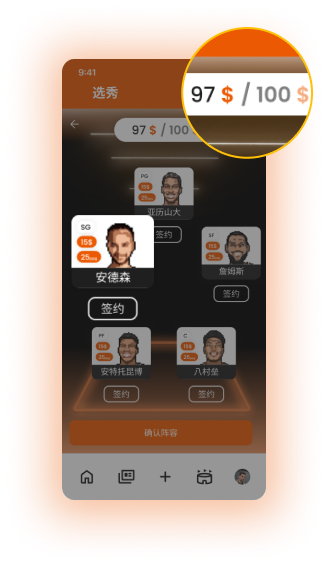 9:41
选秀
97 $ / 100 $
97 $ / 100
PG
15$
亚历山大
签约
SG
15$
25
安德森
签约
SF
15$
詹姆斯
签约
PF
15$
安特托昆博
签约
C
15$
八村垒
签约
确认阵容